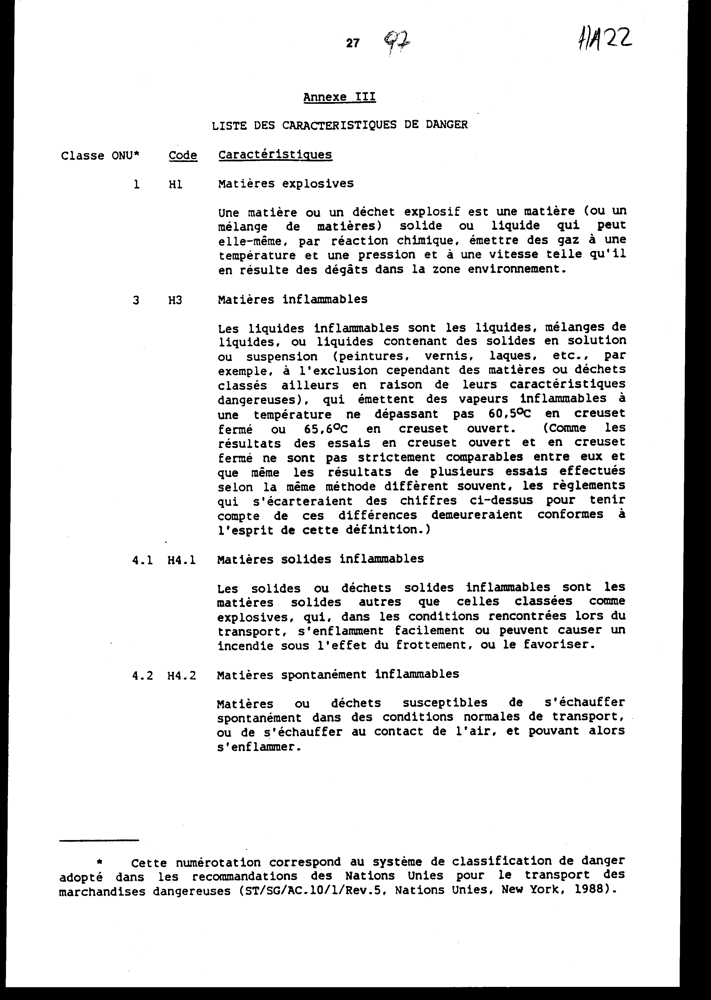 27 97 HA22
Annexe III
LISTE DES CARACTERISTIQUES DE DANGER
Classe ONU* Code Caractéristiques
1 H1 Matières explosives
Une matière ou un déchet explosif est une matière (ou un
mélange de matières) solide ou liquide qui peut
elle-même, par réaction chimique, émettre des gaz à une
température et une pression et à une vitesse telle qu'il
en résulte des dégâts dans la zone environnement.
3 H3 Matières inflammables
Les liquides inflammables sont les liquides, mélanges de
liquides, ou liquides contenant des solides en solution
ou suspension (peintures, vernis, laques, etc., par
exemple, à l'exclusion cependant des matières ou déchets
classés ailleurs en raison de leurs caractéristiques
dangereuses), qui émettent des vapeurs inflammables à
une température ne dépassant pas 60,5ºC en creuset
fermé ou 65,6ºC en creuset ouvert. (Comme les
résultats des essais en creuset ouvert et en creuset
fermé ne sont pas strictement comparables entre eux et
que même les résultats de plusieurs essais effectués
selon la même méthode diffèrent souvent, les règlements
qui s'écarteraient des chiffres ci-dessus pour tenir
compte de ces différences demeureraient conformes à
l'esprit de cette définition.)
4.1 H4.1 Matières solides inflammables
Les solides ou déchets solides inflammables sont les
matières solides autres que celles classées comme
explosives, qui, dans les conditions rencontrées lors du
transport, s'enflamment facilement ou peuvent causer un
incendie sous l'effet du frottement, ou le favoriser.
4.2 H4.2 Matières spontanément inflammables
Matières ou déchets susceptibles de s'échauffer
spontanément dans des conditions normales de transport,
ou de s'échauffer au contact de l'air, et pouvant alors
s'enflammer.
* Cette numérotation correspond au système de classification de danger
adopté dans les recommandations des Nations Unies pour le transport des
marchandises dangereuses (ST/SG/AC.10/1/Rev.5, Nations Unies, New York, 1988).